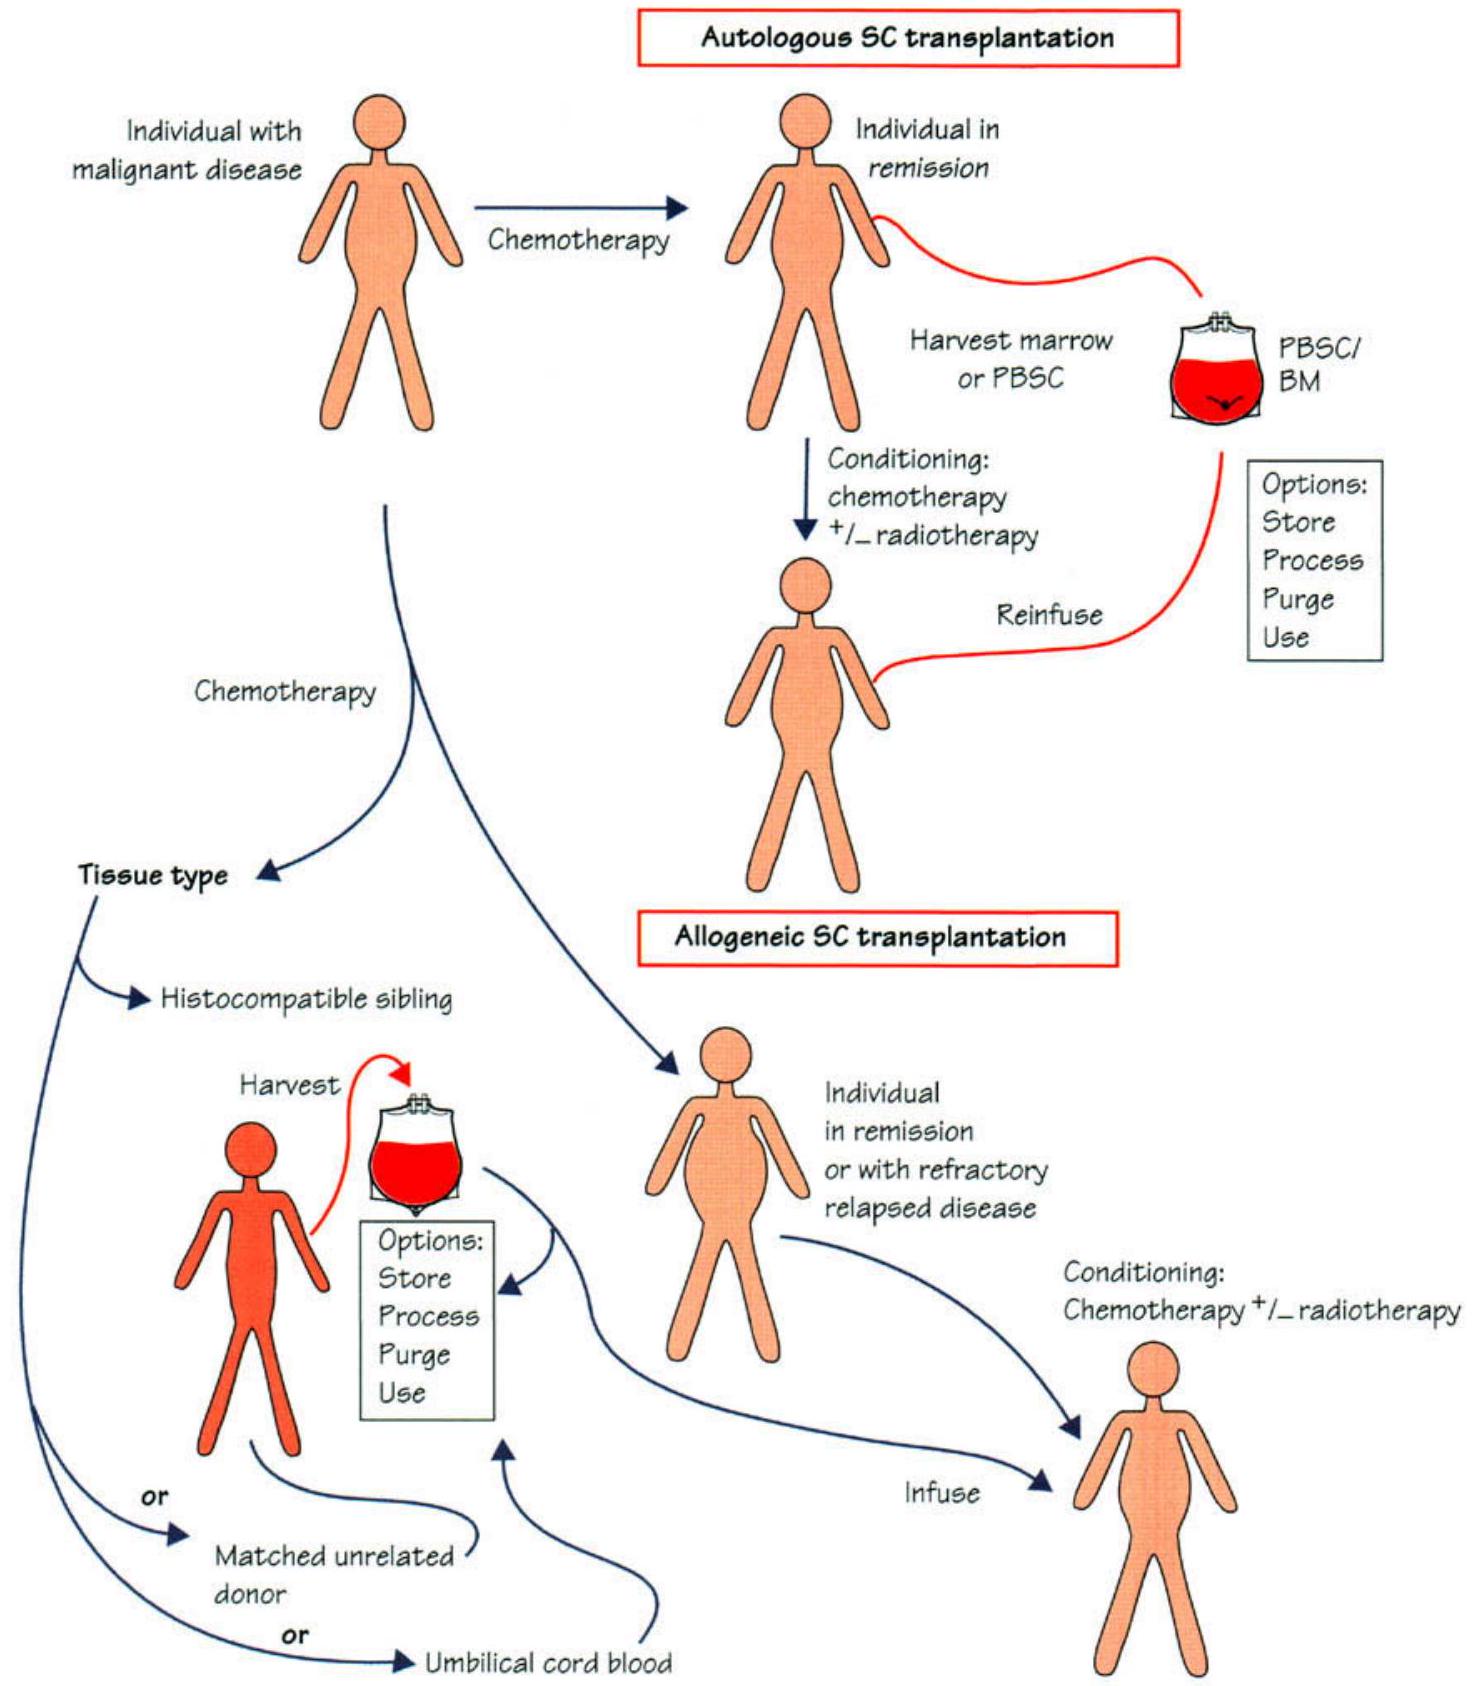 Autologous SC transplantation
Individual with
malignant disease
Chemotherapy
Individual in
remission
Harvest marrow
or PBSC
PBSC/
BM
Conditioning:
chemotherapy
+/– radiotherapy
Options:
Store
Process
Purge
Use
Reinfuse
Chemotherapy
Tissue type
Allogeneic SC transplantation
Histocompatible sibling
Harvest
Options:
Store
Process
Purge
Use
Individual
in remission
or with refractory
relapsed disease
Conditioning:
Chemotherapy +/– radiotherapy
Infuse
or
Matched unrelated
donor
or
Umbilical cord blood